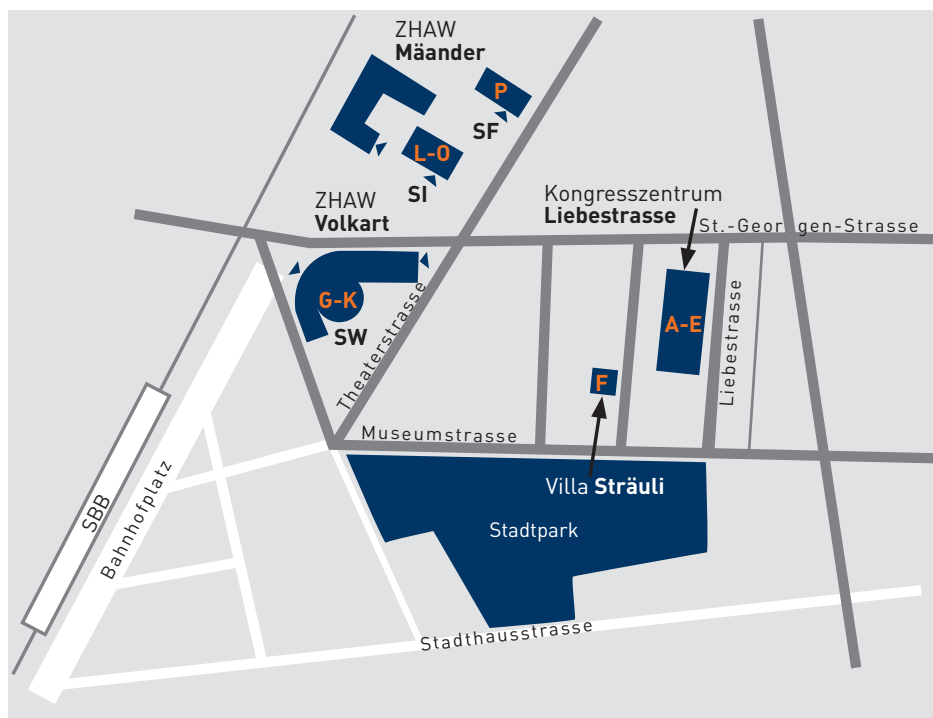 ZHAW
Mäander
P
SF
L-O
SI
ZHAW
Volkart
Kongresszentrum
Liebestrasse
St.-Georgen-Strasse
G-K
SW
Theaterstrasse
A-E
Liebestrasse
F
Museumstrasse
SBB
Bahnhofplatz
Villa Sträuli
Stadtpark
Stadthausstrasse